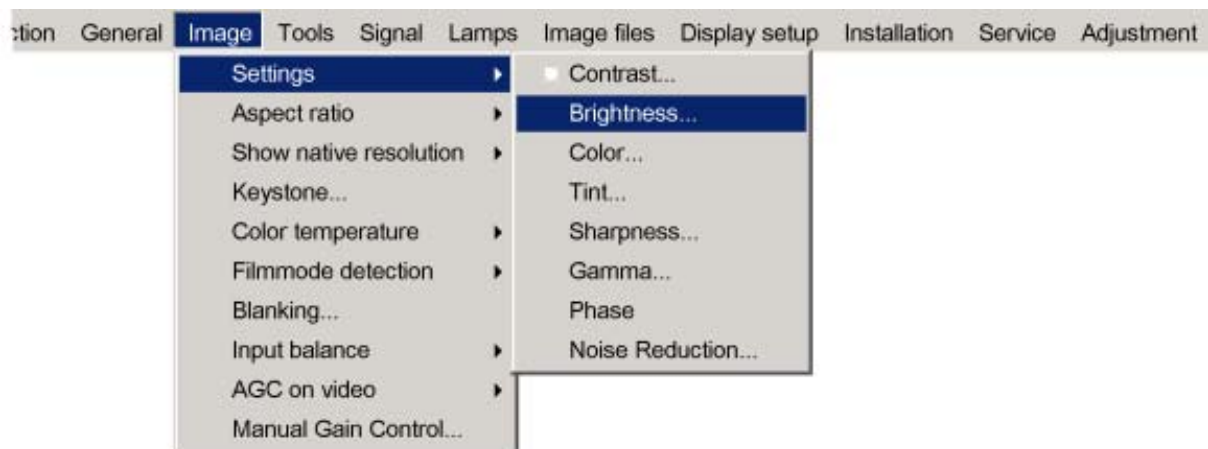 ction General Image Tools Signal Lamps Image files Display setup Installation Service Adjustment
Settings
Aspect ratio
Show native resolution
Keystone...
Color temperature
Filmmode detection
Blanking...
Input balance
AGC on video
Manual Gain Control...
Contrast...
Brightness...
Color...
Tint...
Sharpness...
Gamma...
Phase
Noise Reduction...